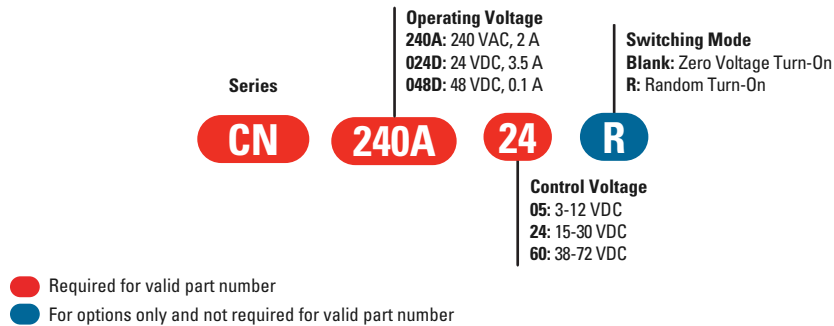 Operating Voltage
240A: 240 VAC, 2 A
024D: 24 VDC, 3.5 A
048D: 48 VDC, 0.1 A
Switching Mode
Blank: Zero Voltage Turn-On
R: Random Turn-On
Series
CN 240A 24 R
Control Voltage
05: 3-12 VDC
24: 15-30 VDC
60: 38-72 VDC
Required for valid part number
For options only and not required for valid part number